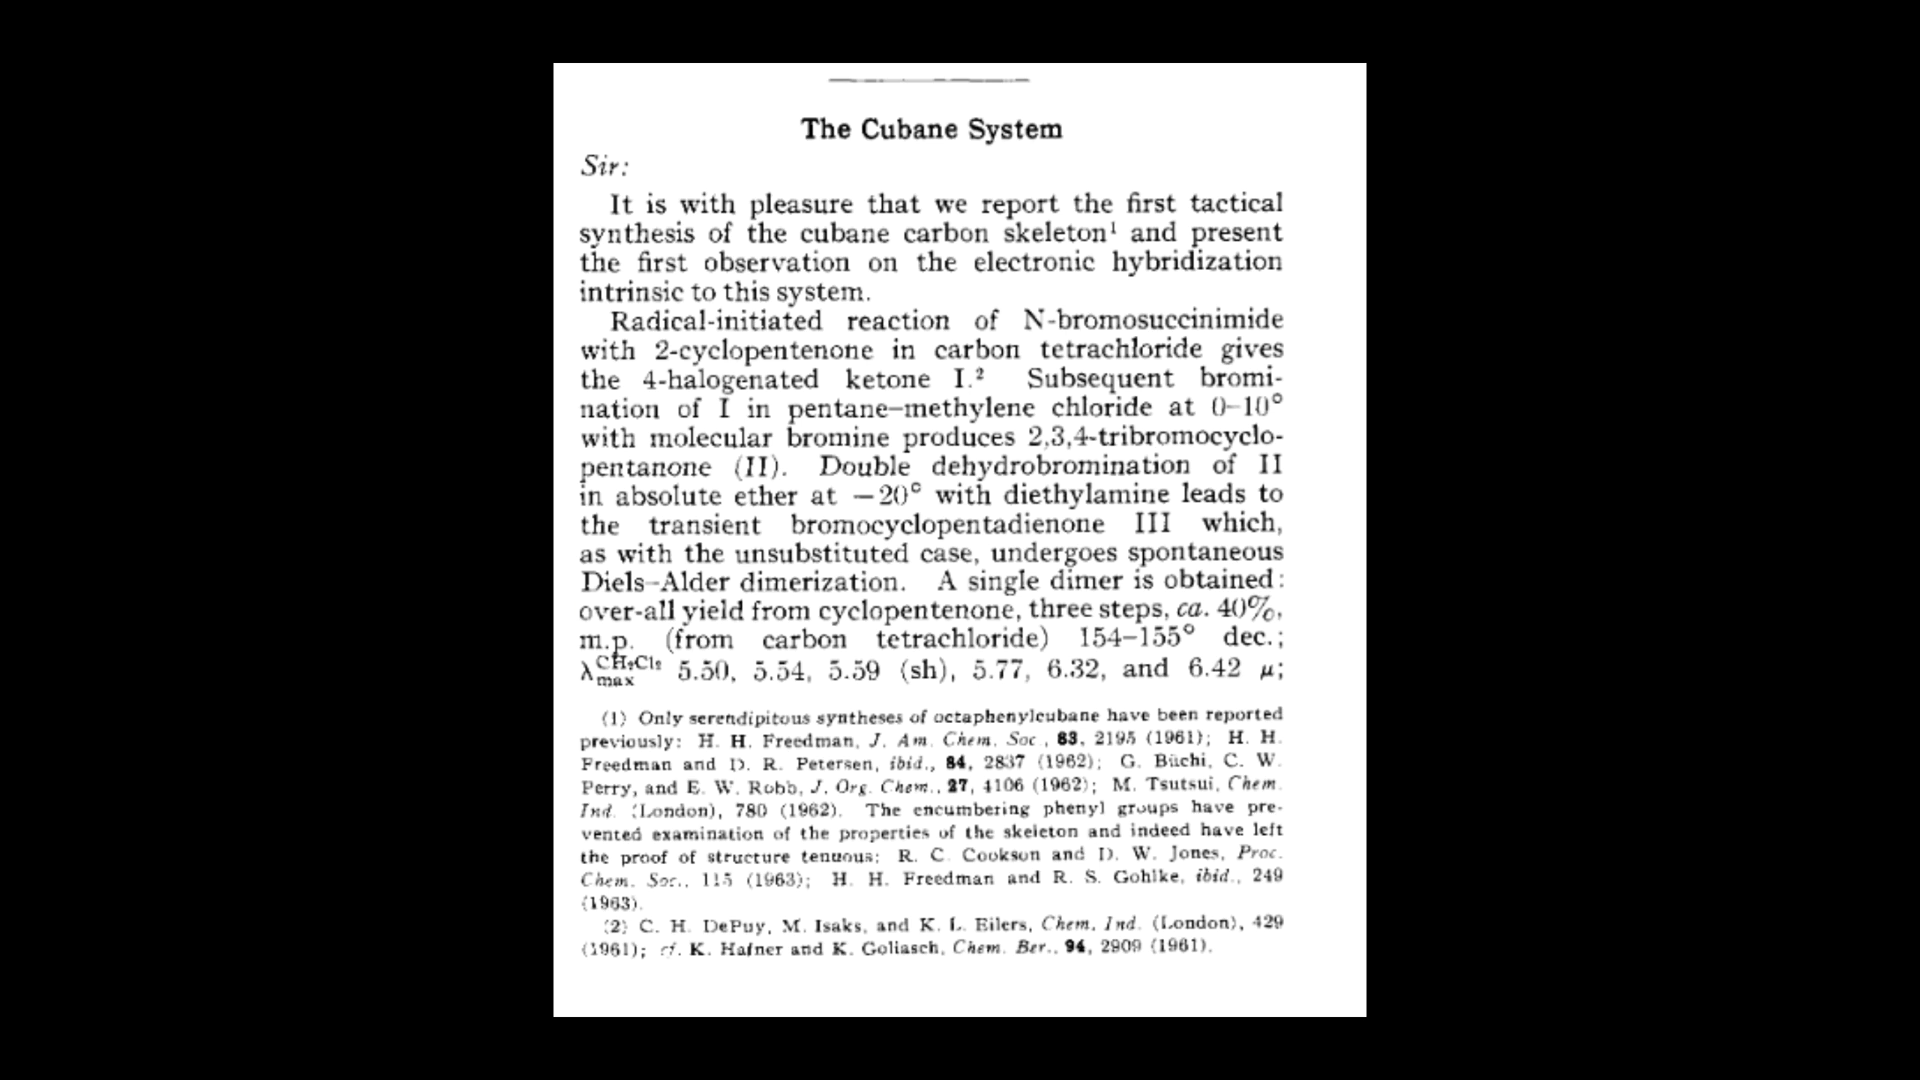 The Cubane System
Sir:
It is with pleasure that we report the first tactical
synthesis of the cubane carbon skeleton¹ and present
the first observation on the electronic hybridization
intrinsic to this system.
Radical-initiated reaction of N-bromosuccinimide
with 2-cyclopentenone in carbon tetrachloride gives
the 4-halogenated ketone I.² Subsequent bromi-
nation of I in pentane–methylene chloride at 0–10°
with molecular bromine produces 2,3,4-tribromocyclo-
pentanone (II). Double dehydrobromination of II
in absolute ether at −20° with diethylamine leads to
the transient bromocyclopentadienone III which,
as with the unsubstituted case, undergoes spontaneous
Diels–Alder dimerization. A single dimer is obtained:
over-all yield from cyclopentenone, three steps, ca. 40%,
m.p. (from carbon tetrachloride) 154–155° dec.;
λ CH₂Cl₂ max 5.50, 5.54, 5.59 (sh), 5.77, 6.32, and 6.42 μ;
(1) Only serendipitous syntheses of octaphenylcubane have been reported
previously: H. H. Freedman, J. Am. Chem. Soc., 83, 2195 (1961); H. H.
Freedman and D. R. Petersen, ibid., 84, 2837 (1962); G. Büchi, C. W.
Perry, and E. W. Robb, J. Org. Chem., 27, 4106 (1962); M. Tsutsui, Chem.
Ind. (London), 780 (1962). The encumbering phenyl groups have pre-
vented examination of the properties of the skeleton and indeed have left
the proof of structure tenuous; R. C. Cookson and D. W. Jones, Proc.
Chem. Soc., 115 (1963); H. H. Freedman and R. S. Gohlke, ibid., 249
(1963).
(2) C. H. DePuy, M. Isaks, and K. L. Eilers, Chem. Ind. (London), 429
(1961); cf. K. Hafner and K. Goliasch, Chem. Ber., 94, 2909 (1961).